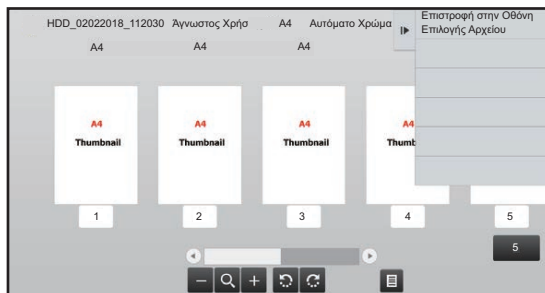 HDD_02022018_112030 Άγνωστος Χρήσ A4 Αυτόματο Χρώμα
Επιστροφή στην Οθόνη
Επιλογής Αρχείου
A4 A4 A4
A4 A4 A4 A4
Thumbnail Thumbnail Thumbnail Thumb
1 2 3 4 5
5